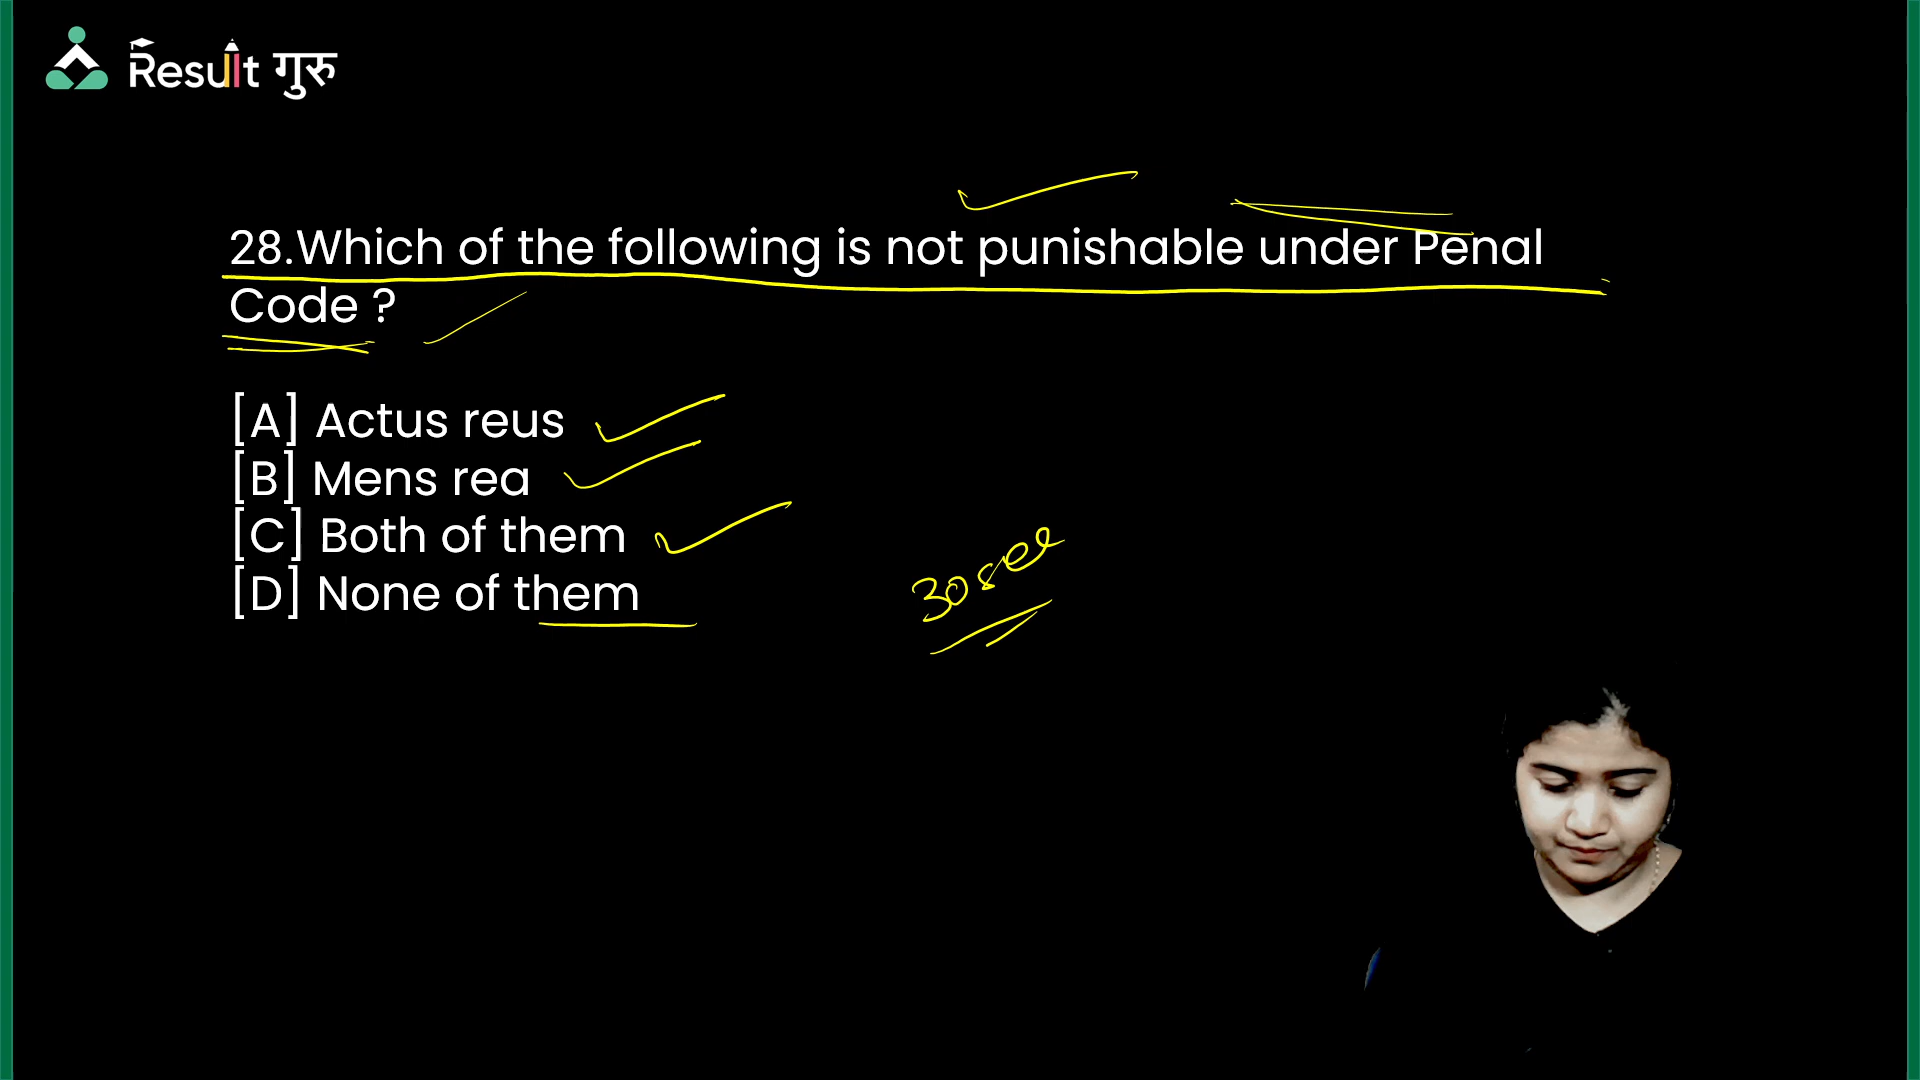 Result गुरु
28.Which of the following is not punishable under Penal
Code ?
[A] Actus reus
[B] Mens rea
[C] Both of them
[D] None of them
30 sec